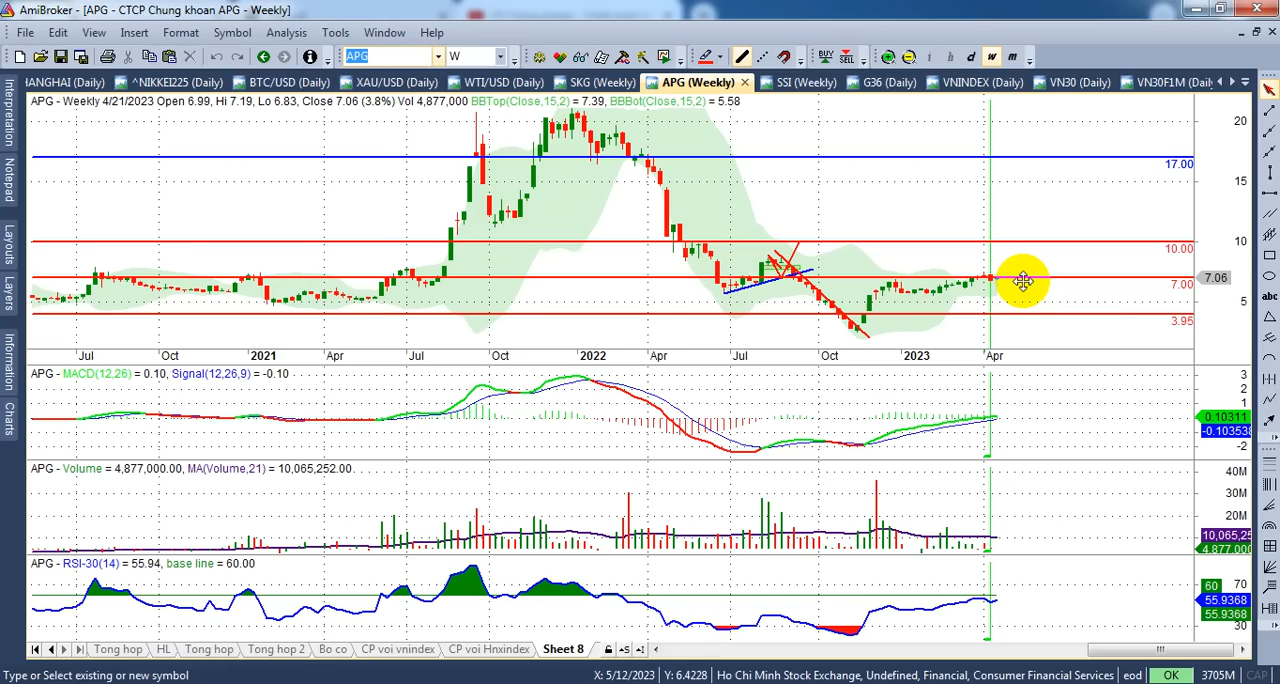 AmiBroker - [APG - CTCP Chung khoan APG - Weekly]
File Edit View Insert Format Symbol Analysis Tools Window Help
APG W BUY SELL i h d w m
HANGHAI (Daily) ^NIKKEI225 (Daily) BTC/USD (Daily) XAU/USD (Daily) WTI/USD (Daily) SKG (Weekly) APG (Weekly) SSI (Weekly) G36 (Daily) VNINDEX (Daily) VN30 (Daily) VN30F1M (Daily)
Interpretation
Notepad
Layouts
Layers
Information
Charts
APG - Weekly 4/21/2023 Open 6.99, Hi 7.19, Lo 6.83, Close 7.06 (3.8%) Vol 4,877,000 BBTop(Close,15,2) = 7.39, BBBot(Close,15,2) = 5.58
20
17.00
15
10
10.00
7.06
7.00
5
3.95
abc
Jul Oct 2021 Apr Jul Oct 2022 Apr Jul Oct 2023 Apr
APG - MACD(12,26) = 0.10, Signal(12,26,9) = -0.10
3
2
1
0.10311
-0.103538
-2
APG - Volume = 4,877,000.00, MA(Volume,21) = 10,065,252.00
40M
30M
20M
10,065,25
4,877,000
APG - RSI-30(14) = 55.94, base line = 60.00
70
60
55.9368
55.9368
30
Tong hop HL Tong hop Tong hop 2 Bo co CP voi vnindex CP voi Hnxindex Sheet 8
Type or Select existing or new symbol X: 5/12/2023 Y: 6.4228 Ho Chi Minh Stock Exchange, Undefined, Financial, Consumer Financial Services eod OK 3705M CAP